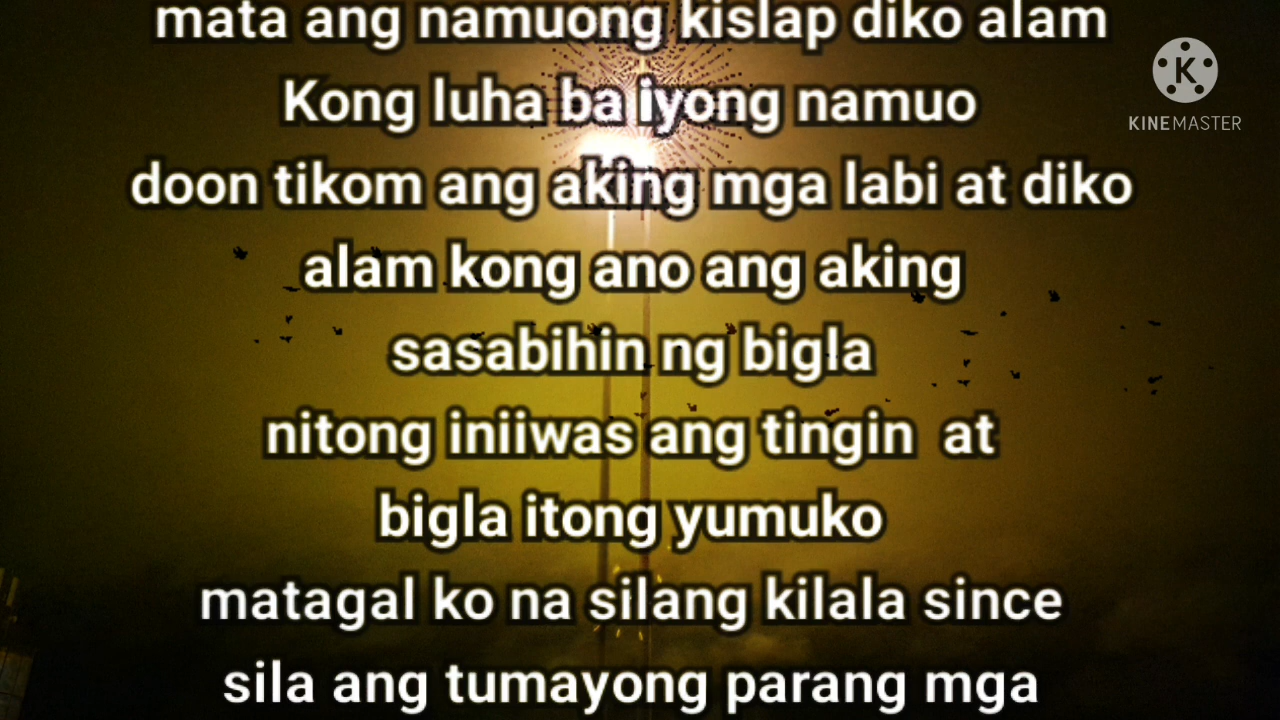 mata ang namuong kislap diko alam
Kong luha ba iyong namuo
doon tikom ang aking mga labi at diko
alam kong ano ang aking
sasabihin ng bigla
nitong iniiwas ang tingin at
bigla itong yumuko
matagal ko na silang kilala since
sila ang tumayong parang mga
K
KINEMASTER